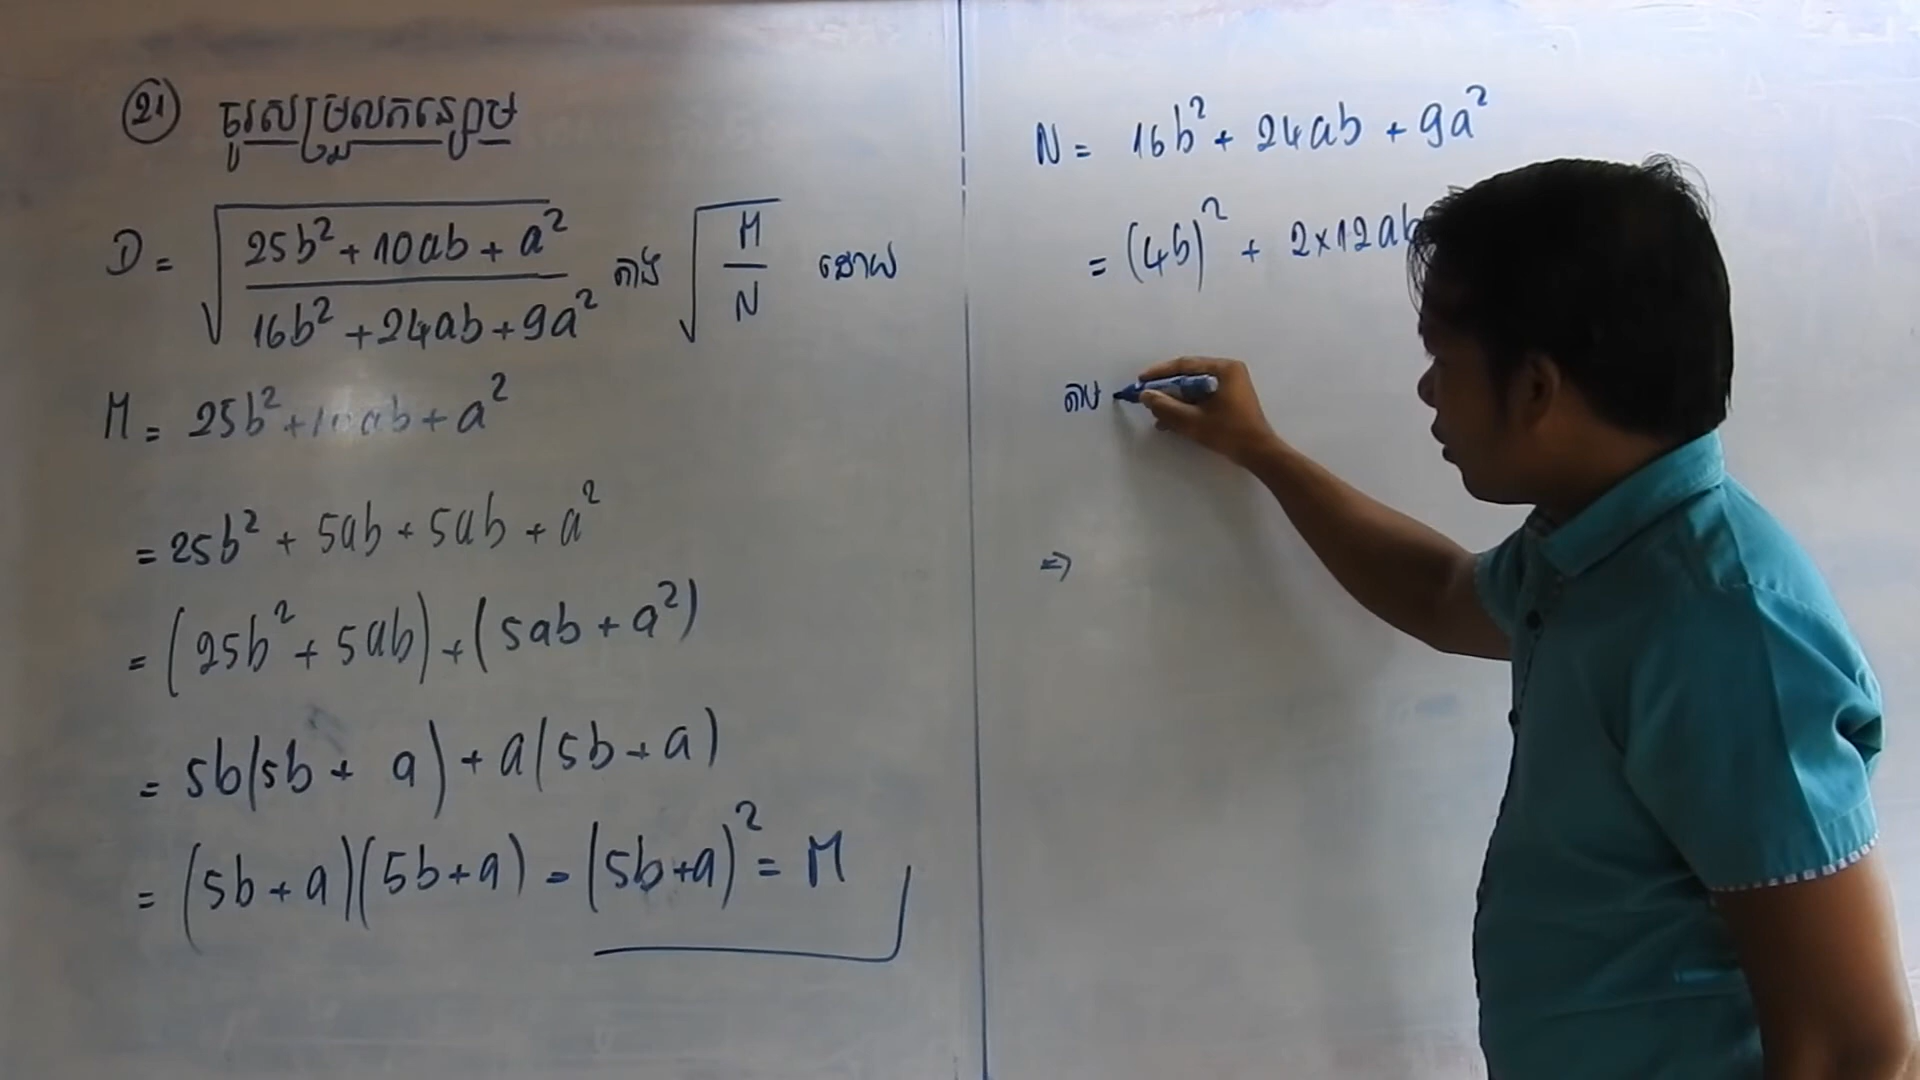 21 ចូរសម្រួលកន្សោម
D = √(25b² + 10ab + a² / 16b² + 24ab + 9a²) តាង √(M / N) ដោយ
M = 25b² + 10ab + a²
= 25b² + 5ab + 5ab + a²
= (25b² + 5ab) + (5ab + a²)
= 5b(5b + a) + a(5b + a)
= (5b + a)(5b + a) = (5b + a)² = M
N = 16b² + 24ab + 9a²
= (4b)² + 2×12ab
តាម
⇒